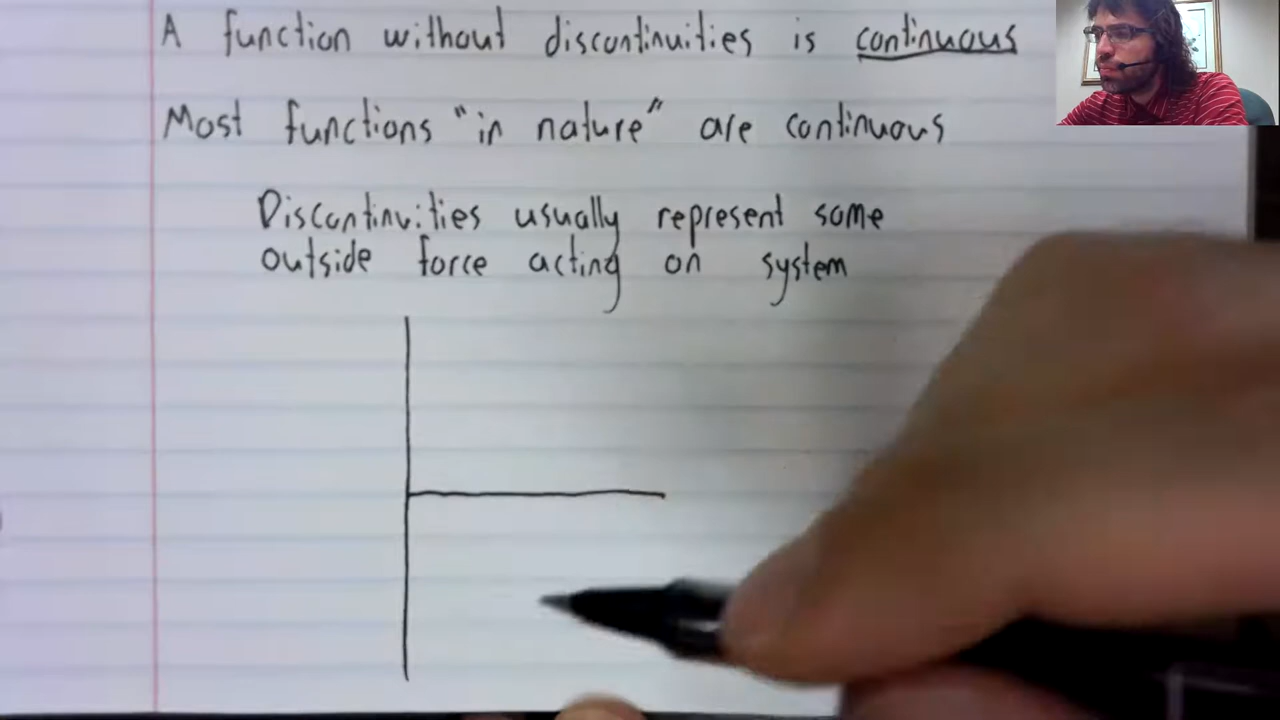 A function without discontinuities is continuous
Most functions "in nature" are continuous
Discontinuities usually represent some
outside force acting on system